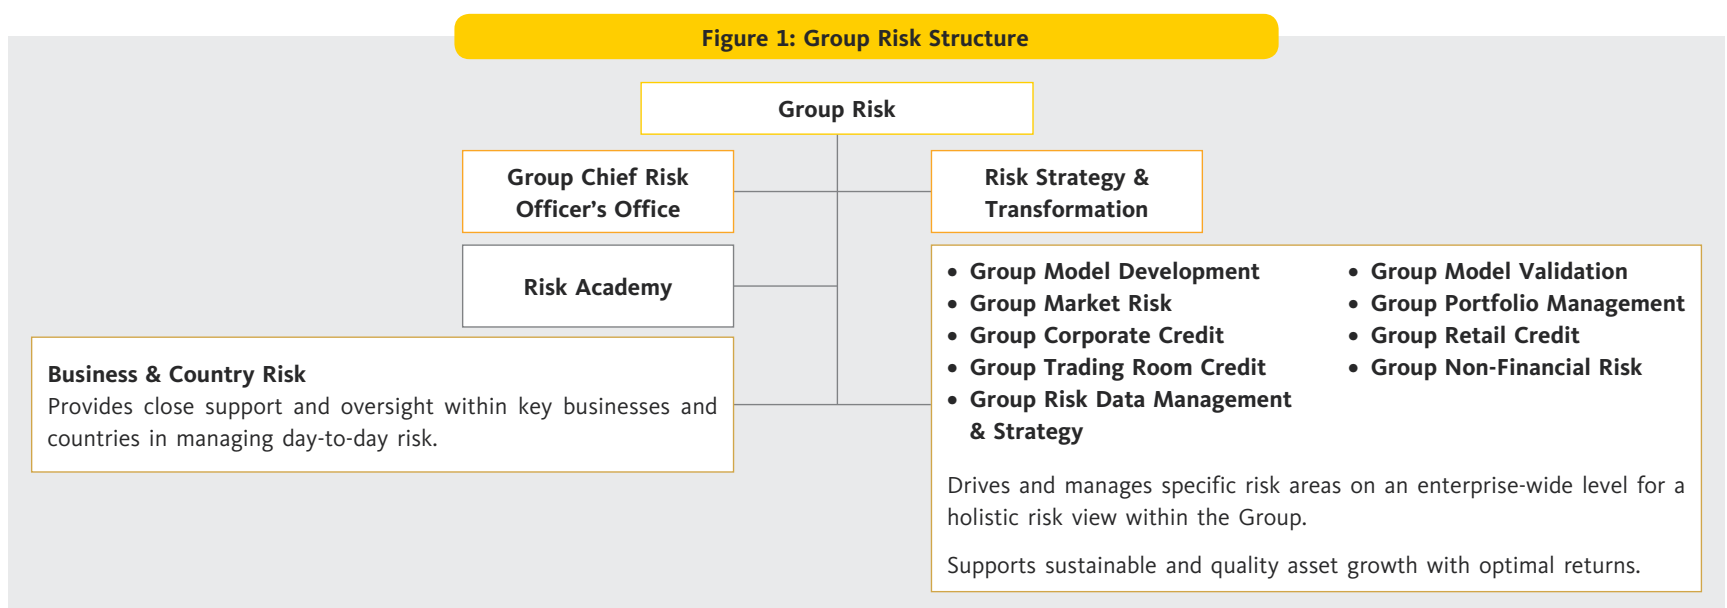 Figure 1: Group Risk Structure
Group Risk
Group Chief Risk
Officer's Office
Risk Strategy &
Transformation
Risk Academy
Business & Country Risk
Provides close support and oversight within key businesses and
countries in managing day-to-day risk.
• Group Model Development
• Group Market Risk
• Group Corporate Credit
• Group Trading Room Credit
• Group Risk Data Management
& Strategy
• Group Model Validation
• Group Portfolio Management
• Group Retail Credit
• Group Non-Financial Risk
Drives and manages specific risk areas on an enterprise-wide level for a
holistic risk view within the Group.
Supports sustainable and quality asset growth with optimal returns.